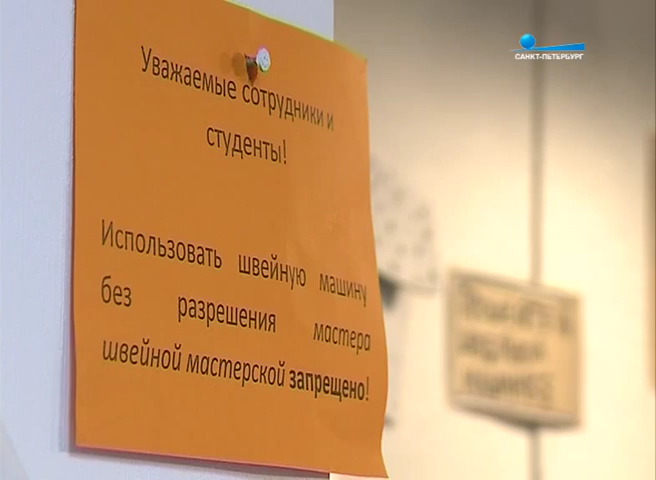 САНКТ-ПЕТЕРБУРГ
Уважаемые сотрудники и
студенты!
Использовать швейную машину
без разрешения мастера
швейной мастерской запрещено!